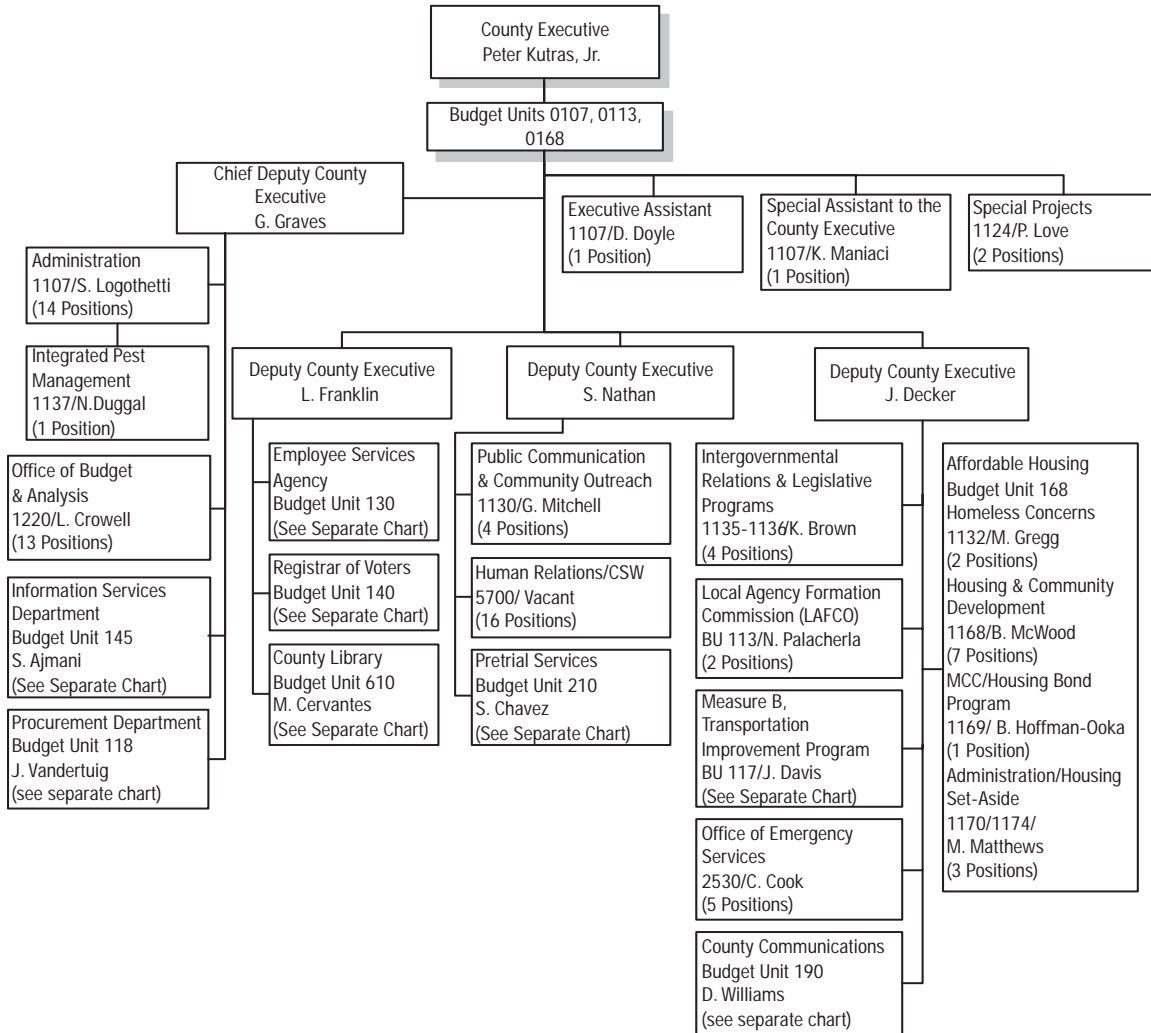 County Executive
Peter Kutras, Jr.
Budget Units 0107, 0113,
0168
Chief Deputy County
Executive
G. Graves
Executive Assistant
1107/D. Doyle
(1 Position)
Special Assistant to the
County Executive
1107/K. Maniaci
(1 Position)
Special Projects
1124/P. Love
(2 Positions)
Administration
1107/S. Logothetti
(14 Positions)
Integrated Pest
Management
1137/N.Duggal
(1 Position)
Office of Budget
& Analysis
1220/L. Crowell
(13 Positions)
Information Services
Department
Budget Unit 145
S. Ajmani
(See Separate Chart)
Procurement Department
Budget Unit 118
J. Vandertuig
(see separate chart)
Deputy County Executive
L. Franklin
Employee Services
Agency
Budget Unit 130
(See Separate Chart)
Registrar of Voters
Budget Unit 140
(See Separate Chart)
County Library
Budget Unit 610
M. Cervantes
(See Separate Chart)
Deputy County Executive
S. Nathan
Public Communication
& Community Outreach
1130/G. Mitchell
(4 Positions)
Human Relations/CSW
5700/ Vacant
(16 Positions)
Pretrial Services
Budget Unit 210
S. Chavez
(See Separate Chart)
Deputy County Executive
J. Decker
Intergovernmental
Relations & Legislative
Programs
1135-1136/K. Brown
(4 Positions)
Local Agency Formation
Commission (LAFCO)
BU 113/N. Palacherla
(2 Positions)
Measure B,
Transportation
Improvement Program
BU 117/J. Davis
(See Separate Chart)
Office of Emergency
Services
2530/C. Cook
(5 Positions)
County Communications
Budget Unit 190
D. Williams
(see separate chart)
Affordable Housing
Budget Unit 168
Homeless Concerns
1132/M. Gregg
(2 Positions)
Housing & Community
Development
1168/B. McWood
(7 Positions)
MCC/Housing Bond
Program
1169/ B. Hoffman-Ooka
(1 Position)
Administration/Housing
Set-Aside
1170/1174/
M. Matthews
(3 Positions)